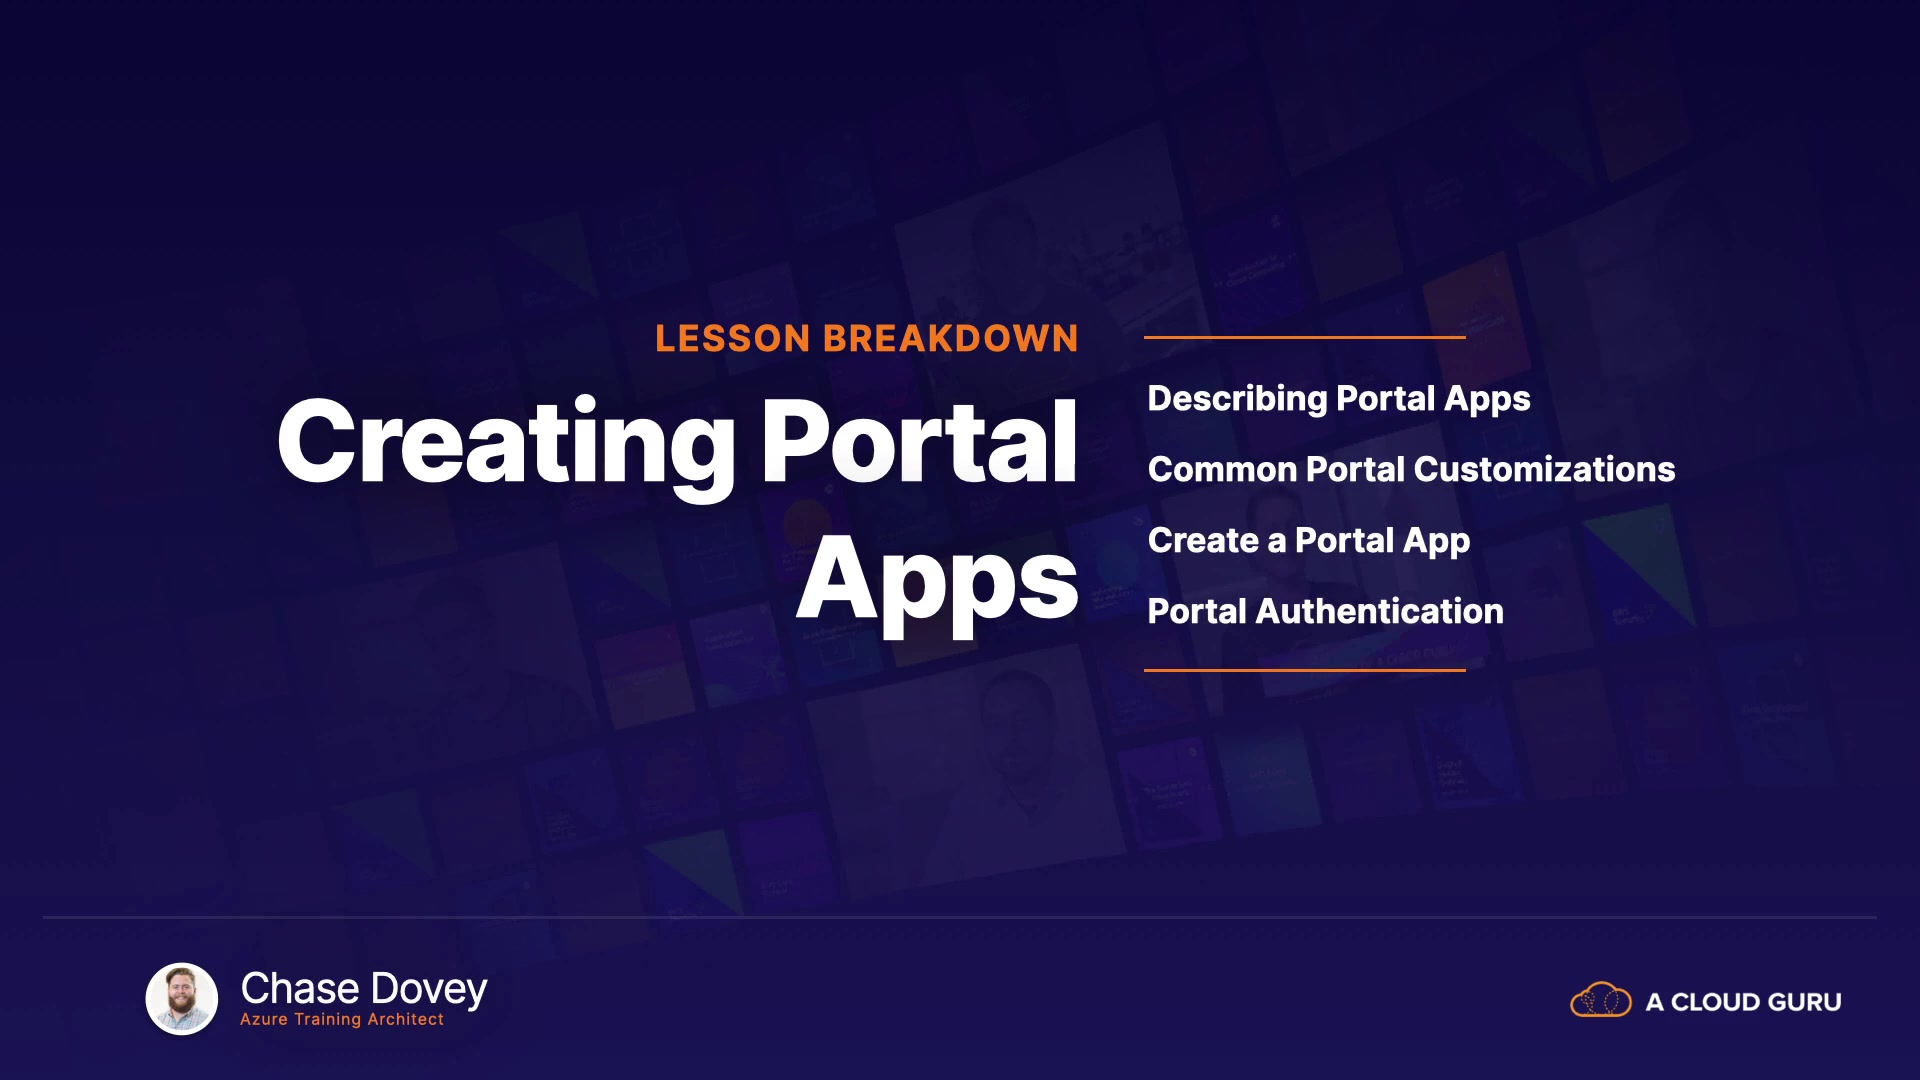 LESSON BREAKDOWN
Creating Portal
Apps
Describing Portal Apps
Common Portal Customizations
Create a Portal App
Portal Authentication
Chase Dovey
Azure Training Architect
A CLOUD GURU